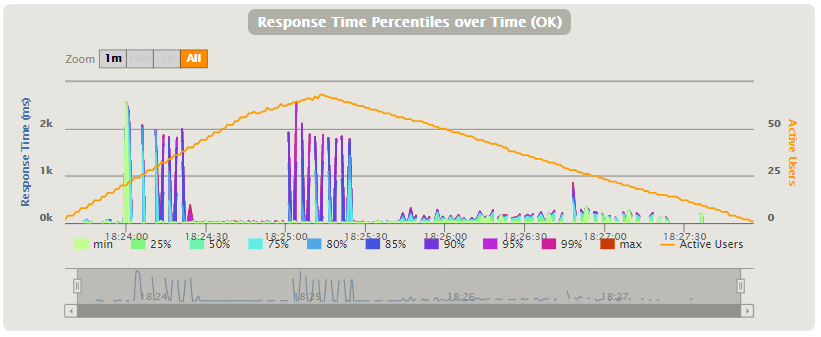 Response Time Percentiles over Time (OK)
Zoom 1m 10m 1h All
Response Time (ms)
2k
1k
0k
Active Users
50
25
0
18:24:00 18:24:30 18:25:00 18:25:30 18:26:00 18:26:30 18:27:00 18:27:30
min 25% 50% 75% 80% 85% 90% 95% 99% max Active Users
18:24 18:25 18:26 18:27